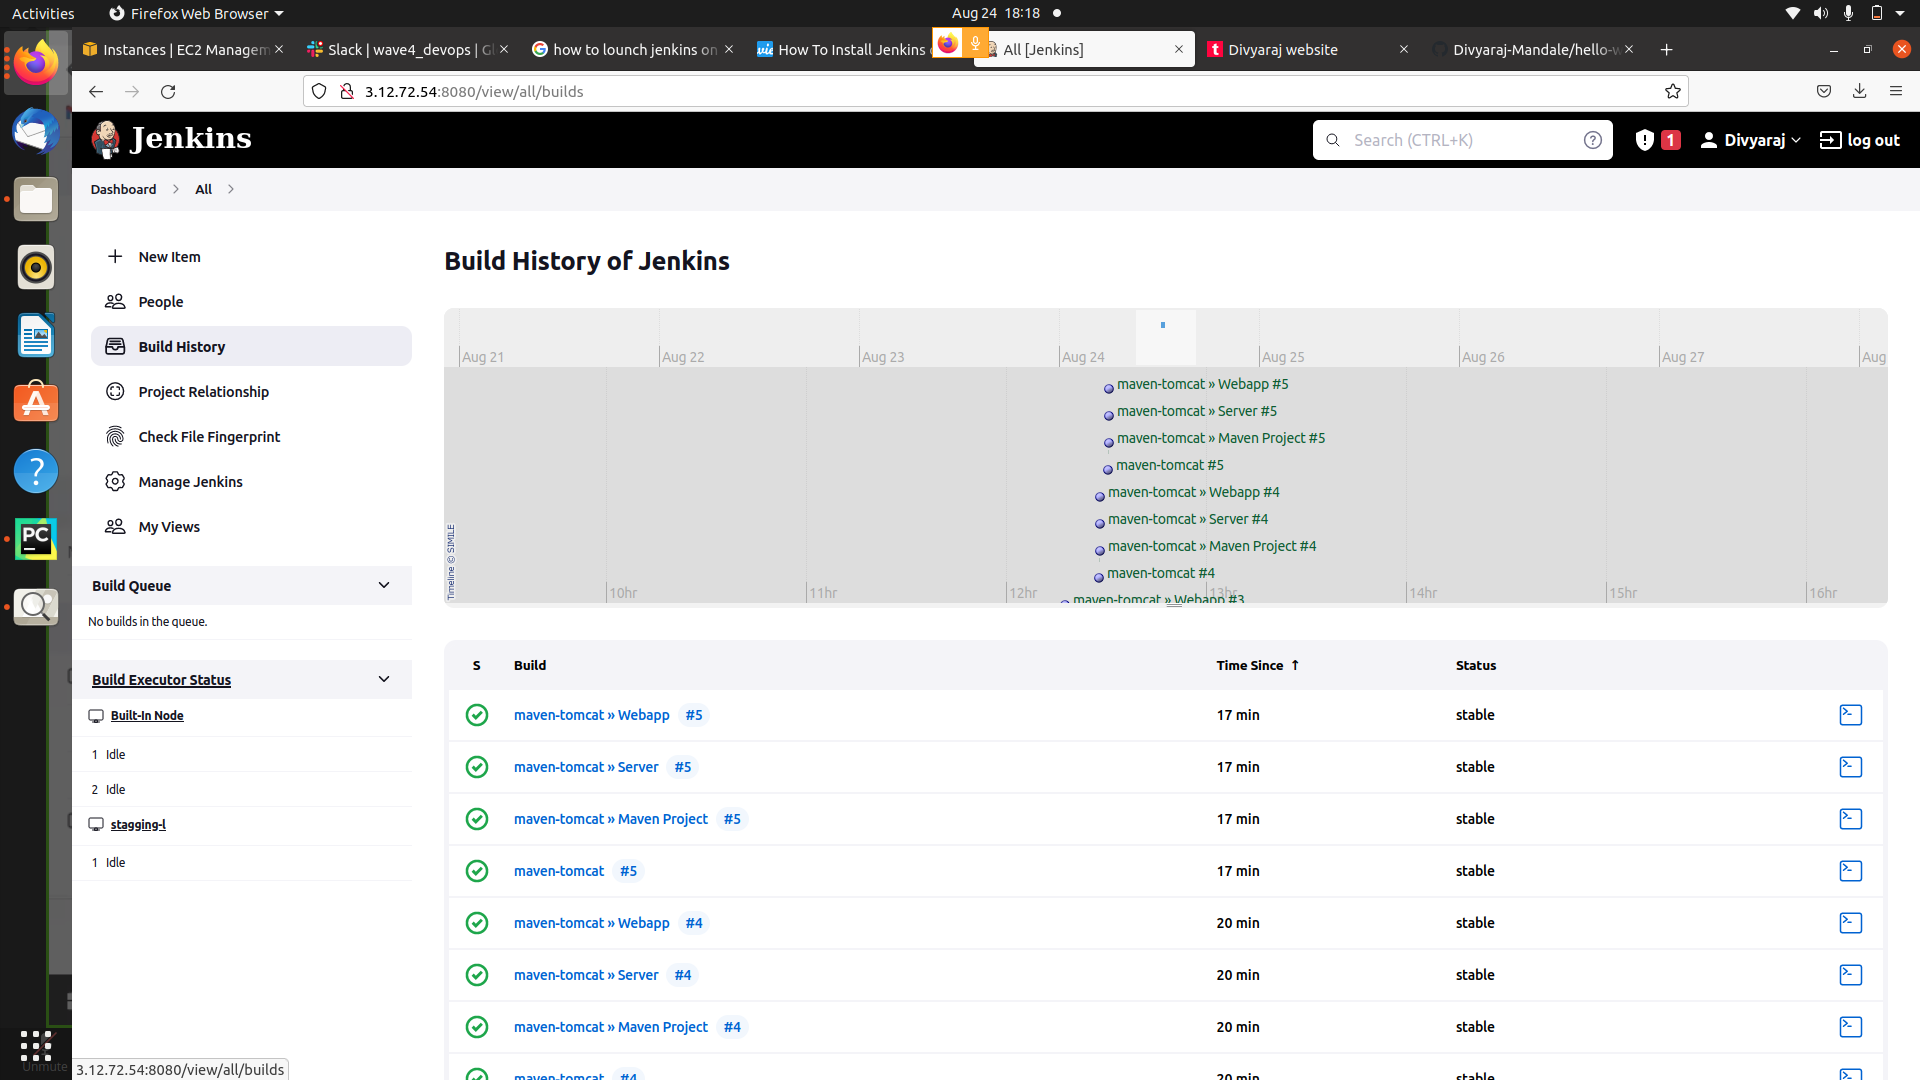 Activities
Firefox Web Browser
Aug 24 18:18
Instances | EC2 Managem
Slack | wave4_devops | Gl
how to lounch jenkins on
How To Install Jenkins
All [Jenkins]
Divyaraj website
Divyaraj-Mandale/hello-w
3.12.72.54:8080/view/all/builds
Jenkins
Search (CTRL+K)
1
Divyaraj
log out
Dashboard
All
New Item
People
Build History
Project Relationship
Check File Fingerprint
Manage Jenkins
My Views
Build Queue
No builds in the queue.
Build Executor Status
Built-In Node
1 Idle
2 Idle
stagging-l
1 Idle
Build History of Jenkins
Aug 21
Aug 22
Aug 23
Aug 24
Aug 25
Aug 26
Aug 27
Aug
maven-tomcat » Webapp #5
maven-tomcat » Server #5
maven-tomcat » Maven Project #5
maven-tomcat #5
maven-tomcat » Webapp #4
maven-tomcat » Server #4
maven-tomcat » Maven Project #4
maven-tomcat #4
maven-tomcat » Webapp #3
Timeline © SIMILE
10hr
11hr
12hr
13hr
14hr
15hr
16hr
S Build Time Since ↑ Status
maven-tomcat » Webapp #5 17 min stable
maven-tomcat » Server #5 17 min stable
maven-tomcat » Maven Project #5 17 min stable
maven-tomcat #5 17 min stable
maven-tomcat » Webapp #4 20 min stable
maven-tomcat » Server #4 20 min stable
maven-tomcat » Maven Project #4 20 min stable
maven-tomcat #4 20 min stable
PC
Unmute
3.12.72.54:8080/view/all/builds